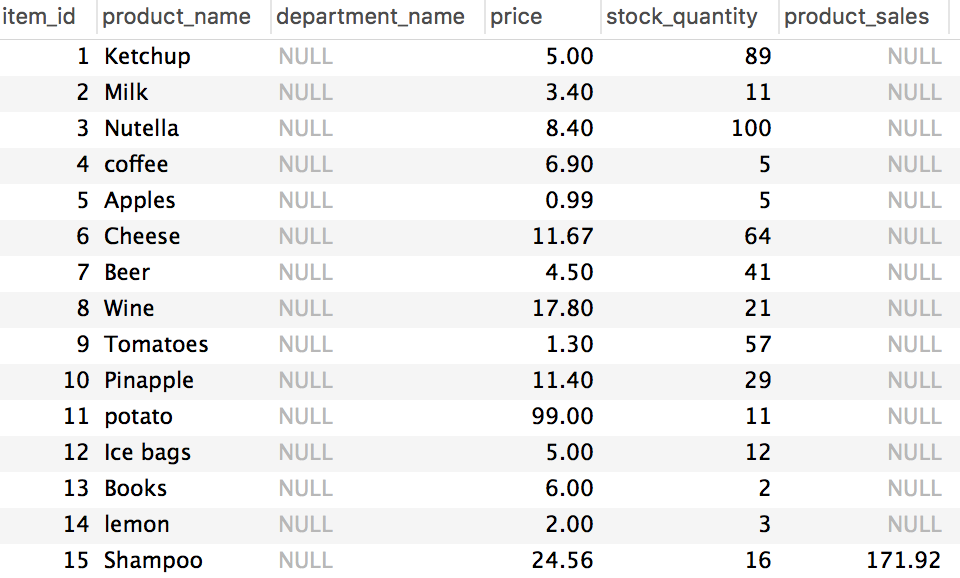 item_id product_name department_name price stock_quantity product_sales
1 Ketchup NULL 5.00 89 NULL
2 Milk NULL 3.40 11 NULL
3 Nutella NULL 8.40 100 NULL
4 coffee NULL 6.90 5 NULL
5 Apples NULL 0.99 5 NULL
6 Cheese NULL 11.67 64 NULL
7 Beer NULL 4.50 41 NULL
8 Wine NULL 17.80 21 NULL
9 Tomatoes NULL 1.30 57 NULL
10 Pinapple NULL 11.40 29 NULL
11 potato NULL 99.00 11 NULL
12 Ice bags NULL 5.00 12 NULL
13 Books NULL 6.00 2 NULL
14 lemon NULL 2.00 3 NULL
15 Shampoo NULL 24.56 16 171.92